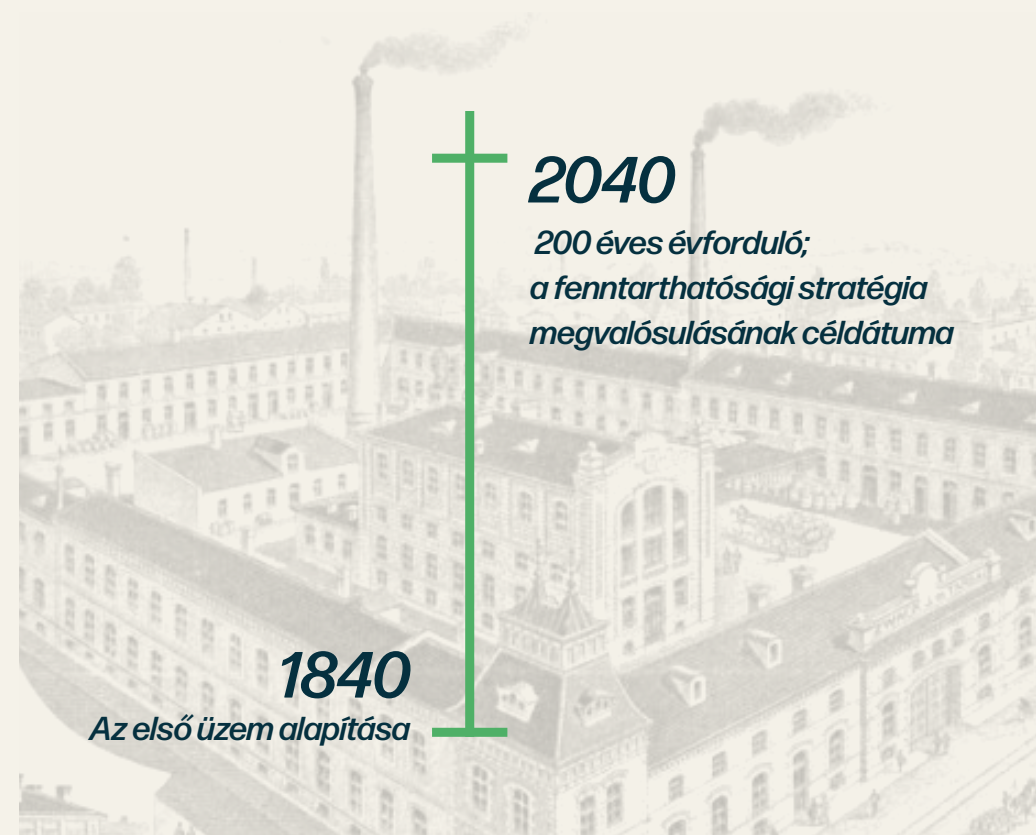 2040
200 éves évforduló;
a fenntarthatósági stratégia
megvalósulásának céldátuma
1840
Az első üzem alapítása